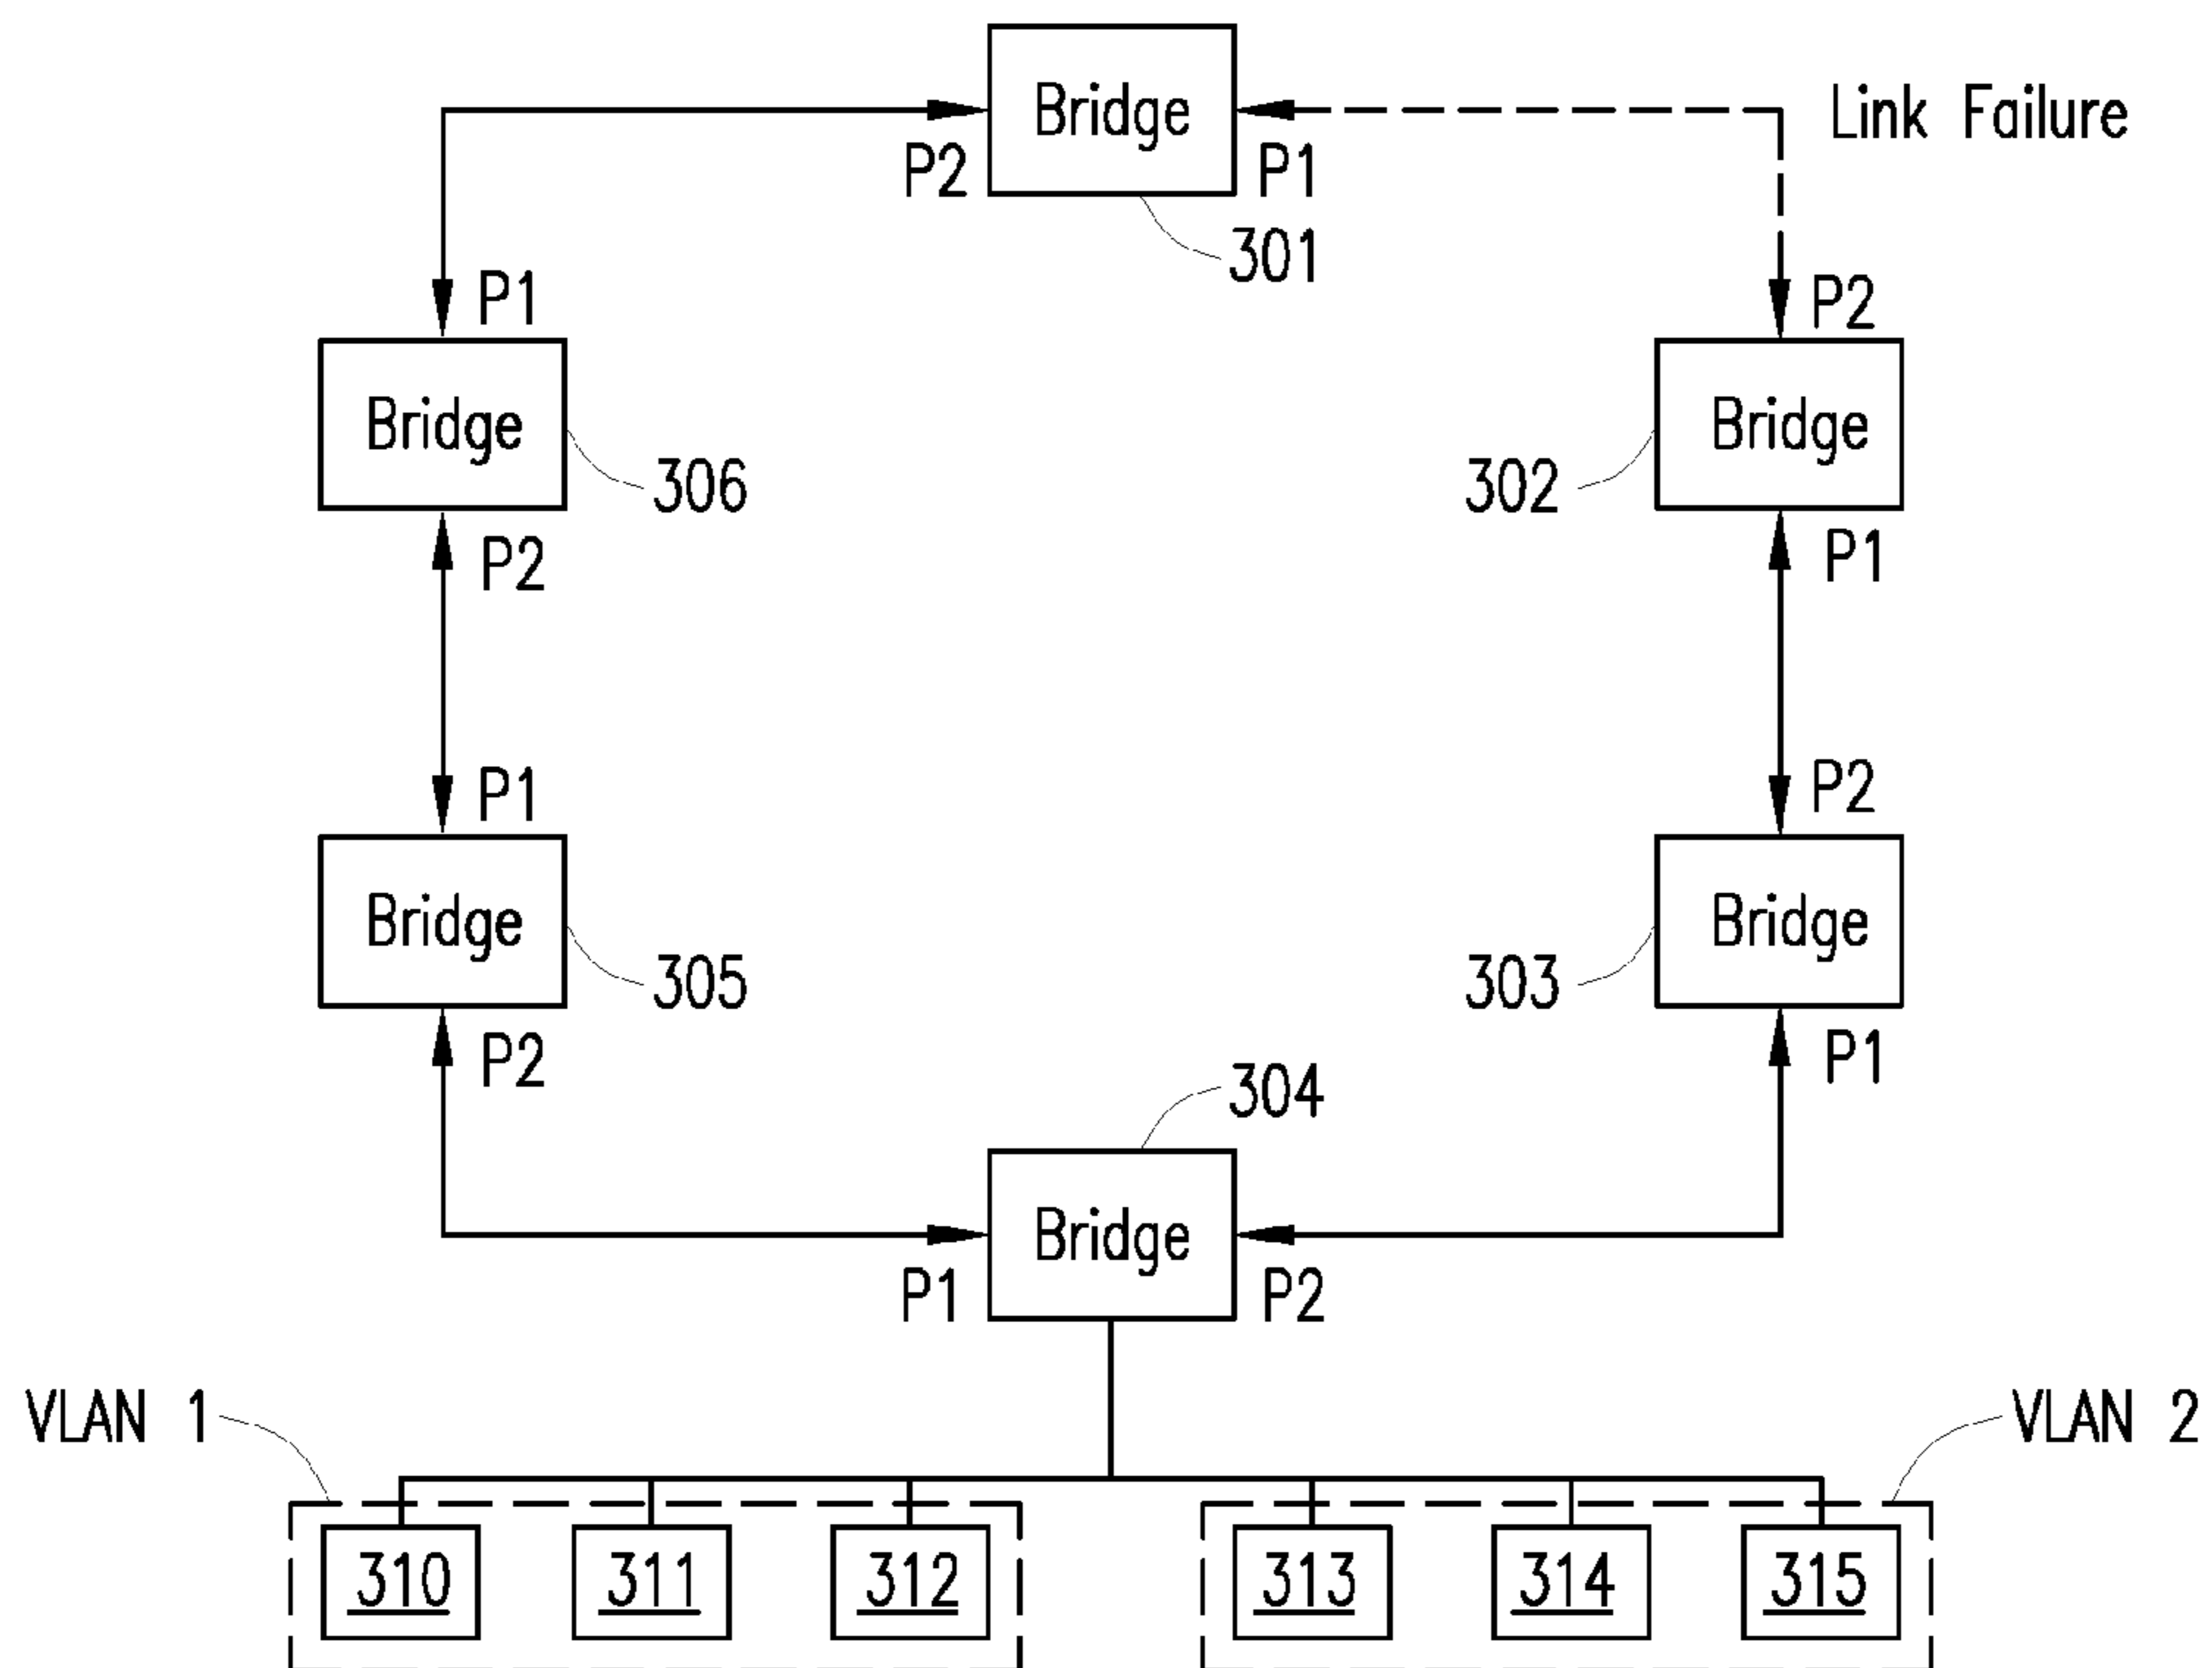 Bridge
Link Failure
P2
P1
301
P1
P2
Bridge
Bridge
306
302
P2
P1
P1
P2
Bridge
Bridge
305
303
P2
P1
304
Bridge
P1
P2
VLAN 1
VLAN 2
310
311
312
313
314
315